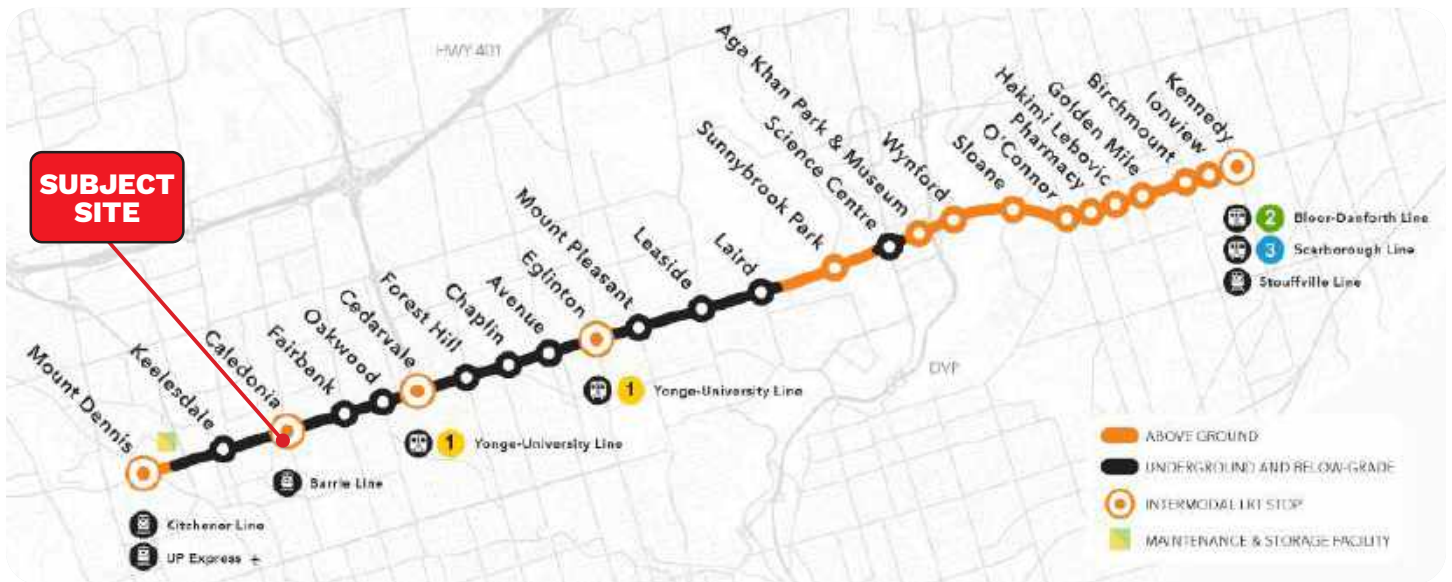 HWY 401
SUBJECT
SITE
Mount Dennis
Keelesdale
Caledonia
Fairbank
Oakwood
Cedarvale
Forest Hill
Chaplin
Avenue
Eglinton
Mount Pleasant
Leaside
Laird
Sunnybrook Park
Science Centre
Aga Khan Park & Museum
Wynford
Sloane
O'Connor
Pharmacy
Hakimi Lebovic
Golden Mile
Birchmount
Ionview
Kennedy
2 Bloor-Danforth Line
3 Scarborough Line
Stouffville Line
DVP
1 Yonge-University Line
1 Yonge-University Line
Barrie Line
Kitchener Line
UP Express +
ABOVE GROUND
UNDERGROUND AND BELOW-GRADE
INTERMODAL LRT STOP
MAINTENANCE & STORAGE FACILITY